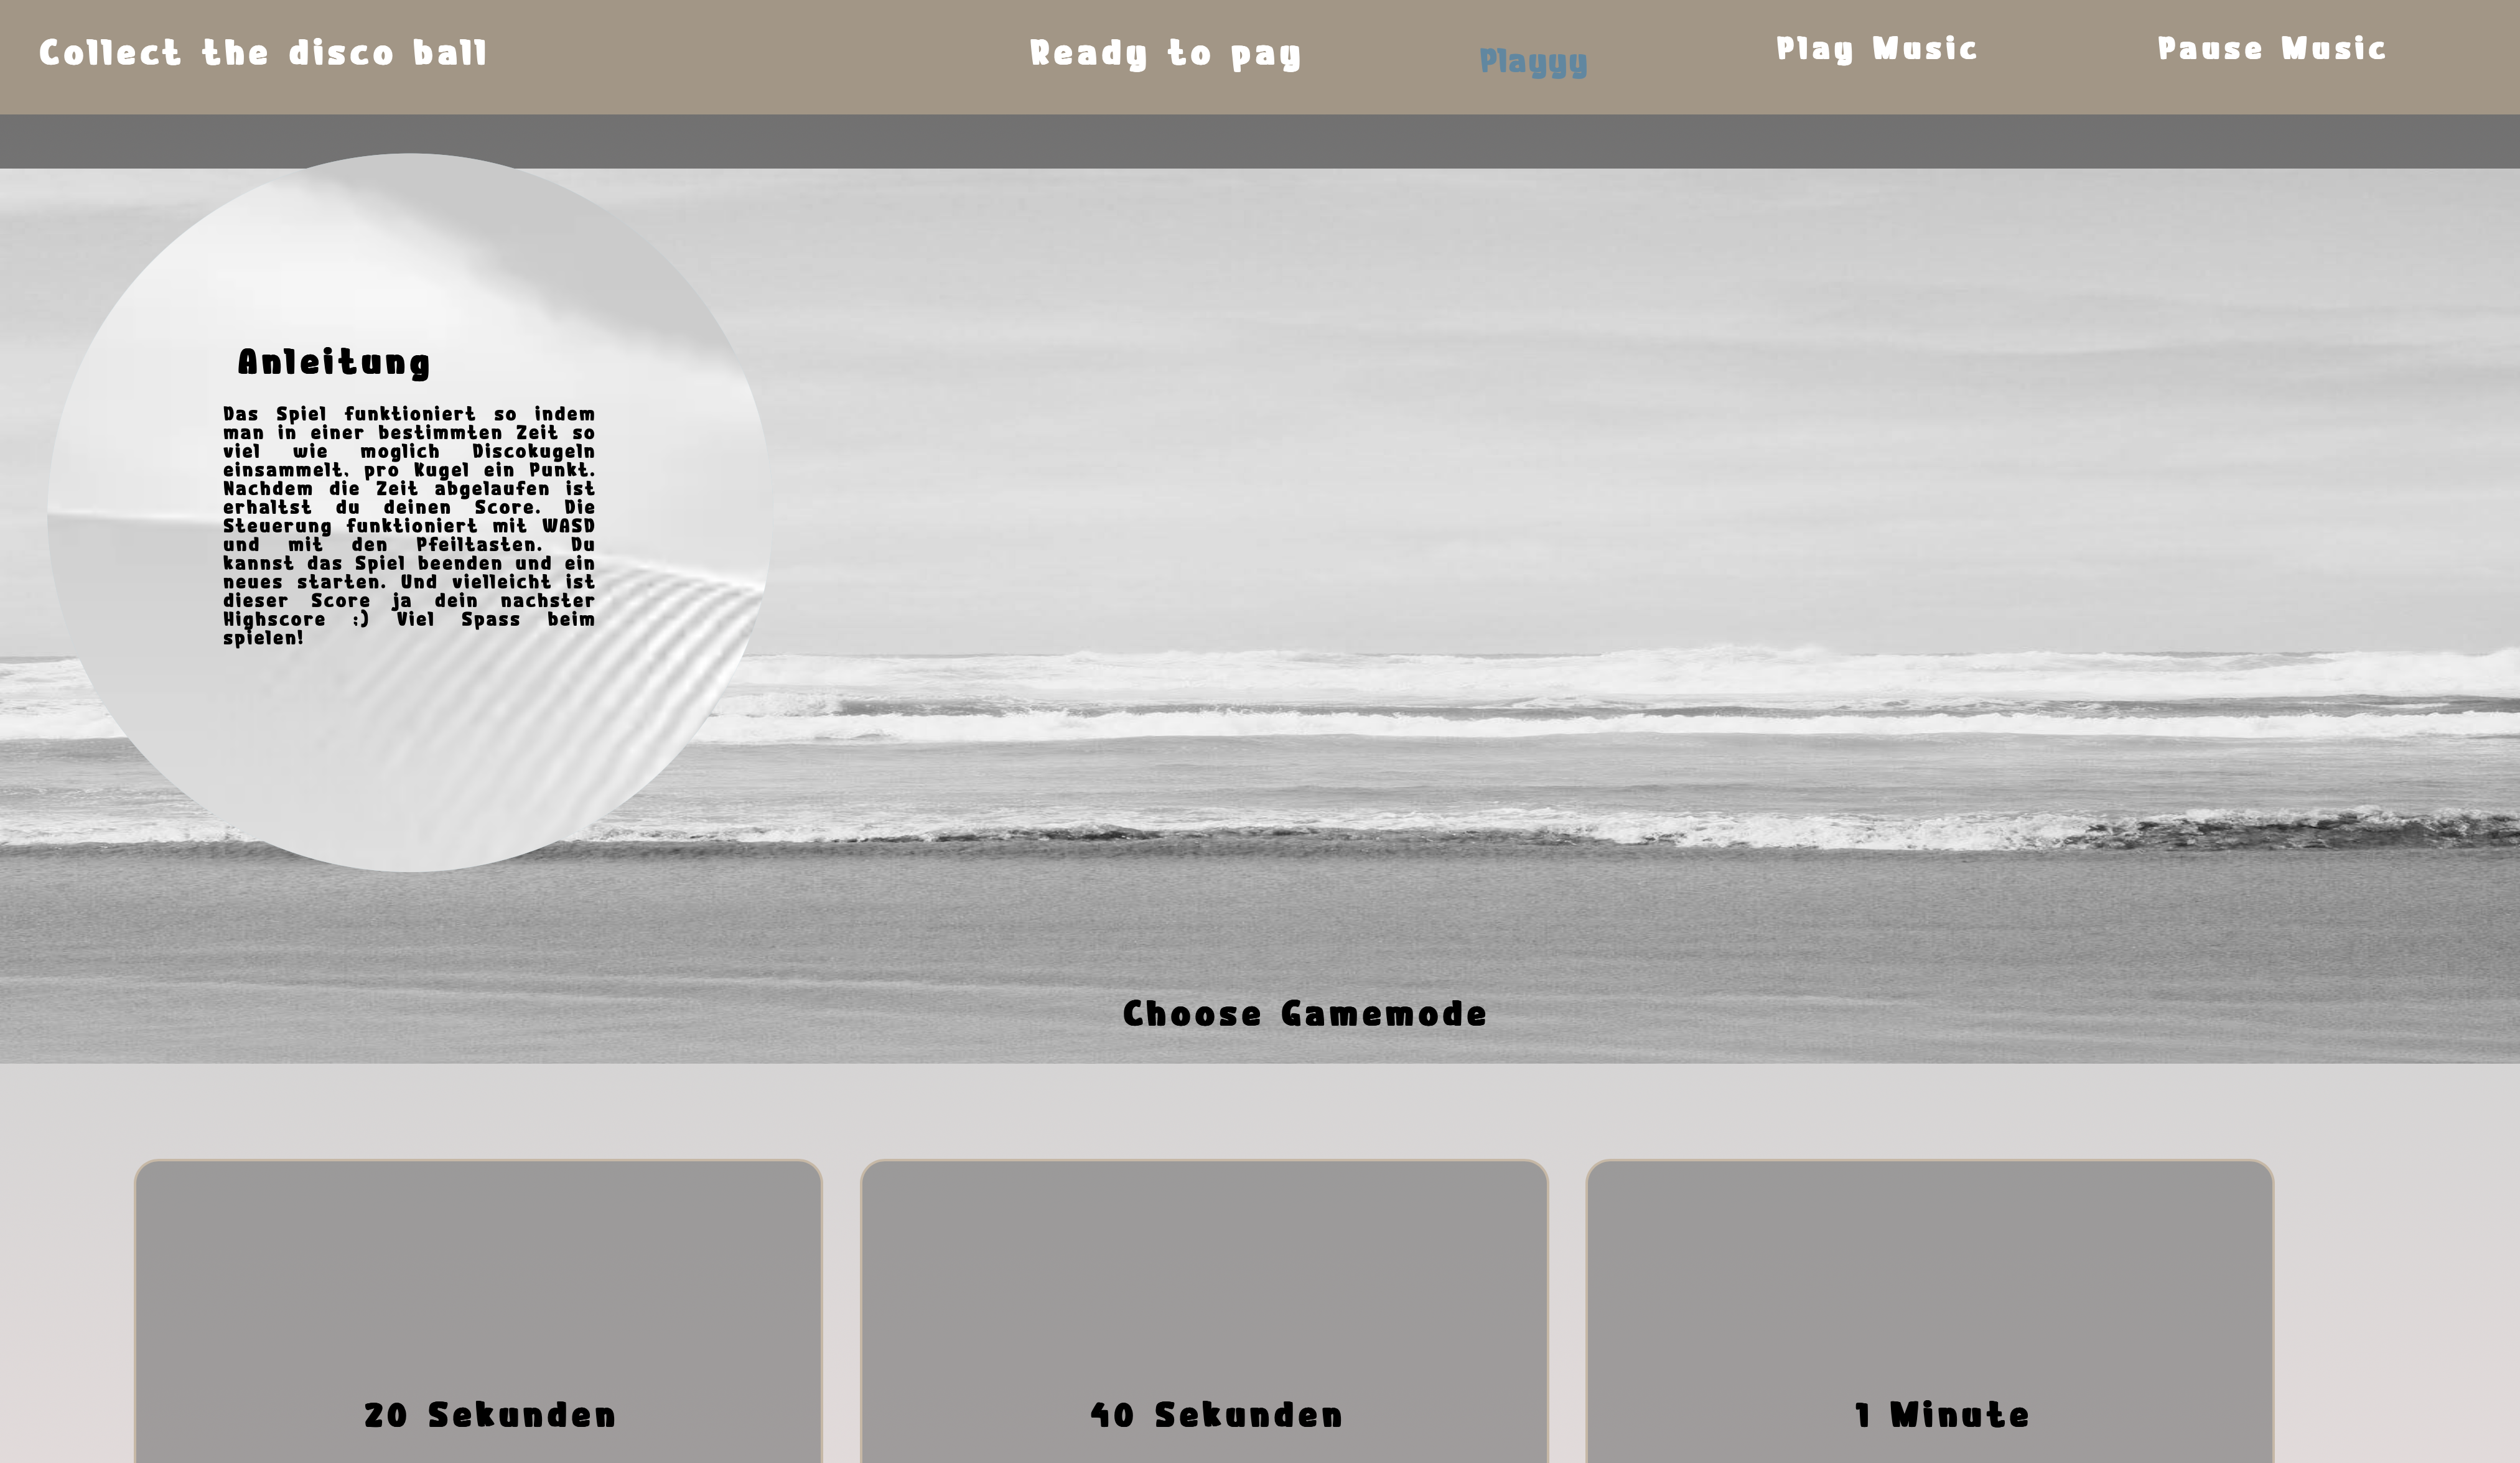 Collect the disco ball
Ready to pay
Playyy
Play Music
Pause Music
Anleitung
Das Spiel funktioniert so indem
man in einer bestimmten Zeit so
viel wie moglich Discokugeln
einsammelt, pro Kugel ein Punkt.
Nachdem die Zeit abgelaufen ist
erhaltst du deinen Score. Die
Steuerung funktioniert mit WASD
und mit den Pfeiltasten. Du
kannst das Spiel beenden und ein
neues starten. Und vielleicht ist
dieser Score ja dein nachster
Highscore ;) Viel Spass beim
spielen!
Choose Gamemode
20 Sekunden
40 Sekunden
1 Minute